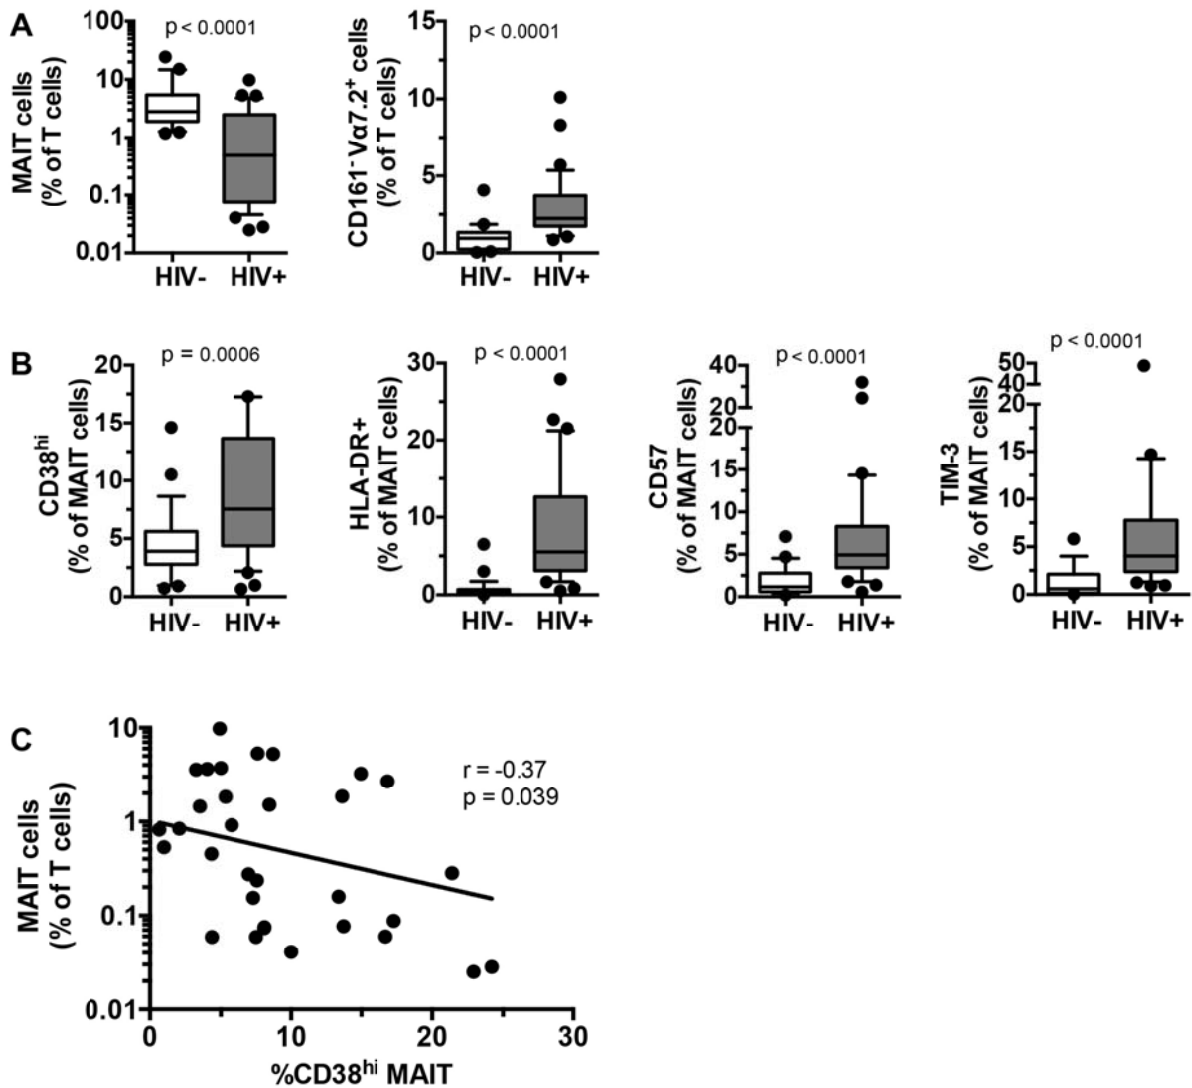 A
MAIT cells
(% of T cells)
p < 0.0001
100
10
1
0.1
0.01
HIV- HIV+
CD161⁻ Vα7.2⁺ cells
(% of T cells)
p < 0.0001
15
10
5
0
HIV- HIV+
B
CD38ʰⁱ
(% of MAIT cells)
p = 0.0006
20
15
10
5
0
HIV- HIV+
HLA-DR+
(% of MAIT cells)
p < 0.0001
30
20
10
0
HIV- HIV+
CD57
(% of MAIT cells)
p < 0.0001
40
20
20
15
10
5
0
HIV- HIV+
TIM-3
(% of MAIT cells)
p < 0.0001
50
40
20
15
10
5
0
HIV- HIV+
C
MAIT cells
(% of T cells)
10
1
0.1
0.01
r = -0.37
p = 0.039
0 10 20 30
%CD38ʰⁱ MAIT